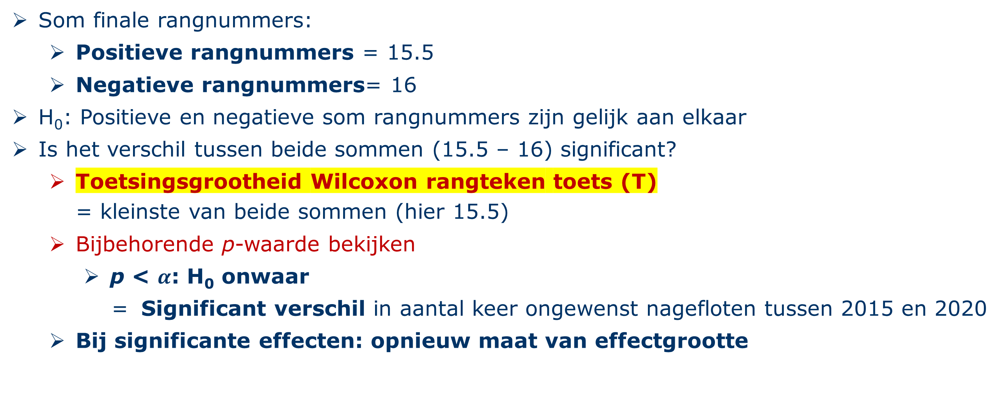 ➢ Som finale rangnummers:
➢ Positieve rangnummers = 15.5
➢ Negatieve rangnummers= 16
➢ H₀: Positieve en negatieve som rangnummers zijn gelijk aan elkaar
➢ Is het verschil tussen beide sommen (15.5 – 16) significant?
➢ Toetsingsgrootheid Wilcoxon rangteken toets (T)
= kleinste van beide sommen (hier 15.5)
➢ Bijbehorende p-waarde bekijken
➢ p < α: H₀ onwaar
= Significant verschil in aantal keer ongewenst nagefloten tussen 2015 en 2020
➢ Bij significante effecten: opnieuw maat van effectgrootte